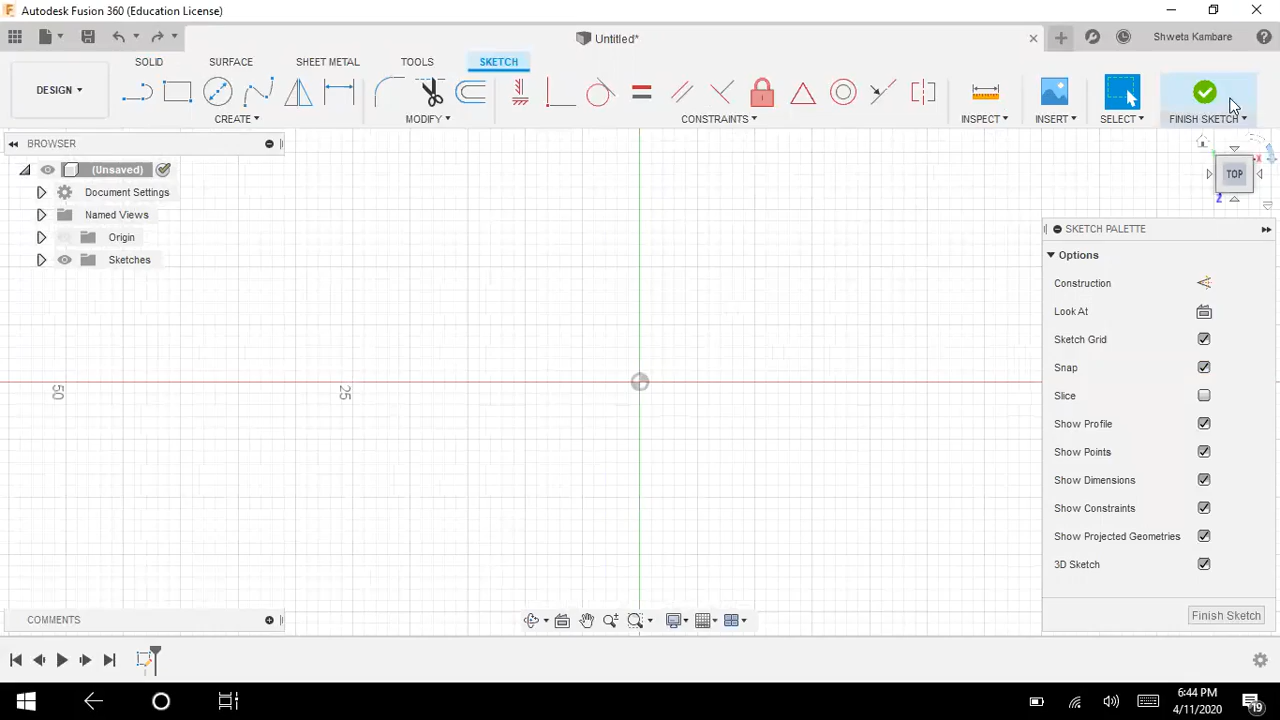 Autodesk Fusion 360 (Education License)
Untitled*
Shweta Kambare
SOLID SURFACE SHEET METAL TOOLS SKETCH
DESIGN
CREATE MODIFY CONSTRAINTS INSPECT INSERT SELECT FINISH SKETCH
BROWSER
(Unsaved)
Document Settings
Named Views
Origin
Sketches
TOP
X
Z
50
25
SKETCH PALETTE
Options
Construction
Look At
Sketch Grid
Snap
Slice
Show Profile
Show Points
Show Dimensions
Show Constraints
Show Projected Geometries
3D Sketch
Finish Sketch
COMMENTS
6:44 PM
4/11/2020
19